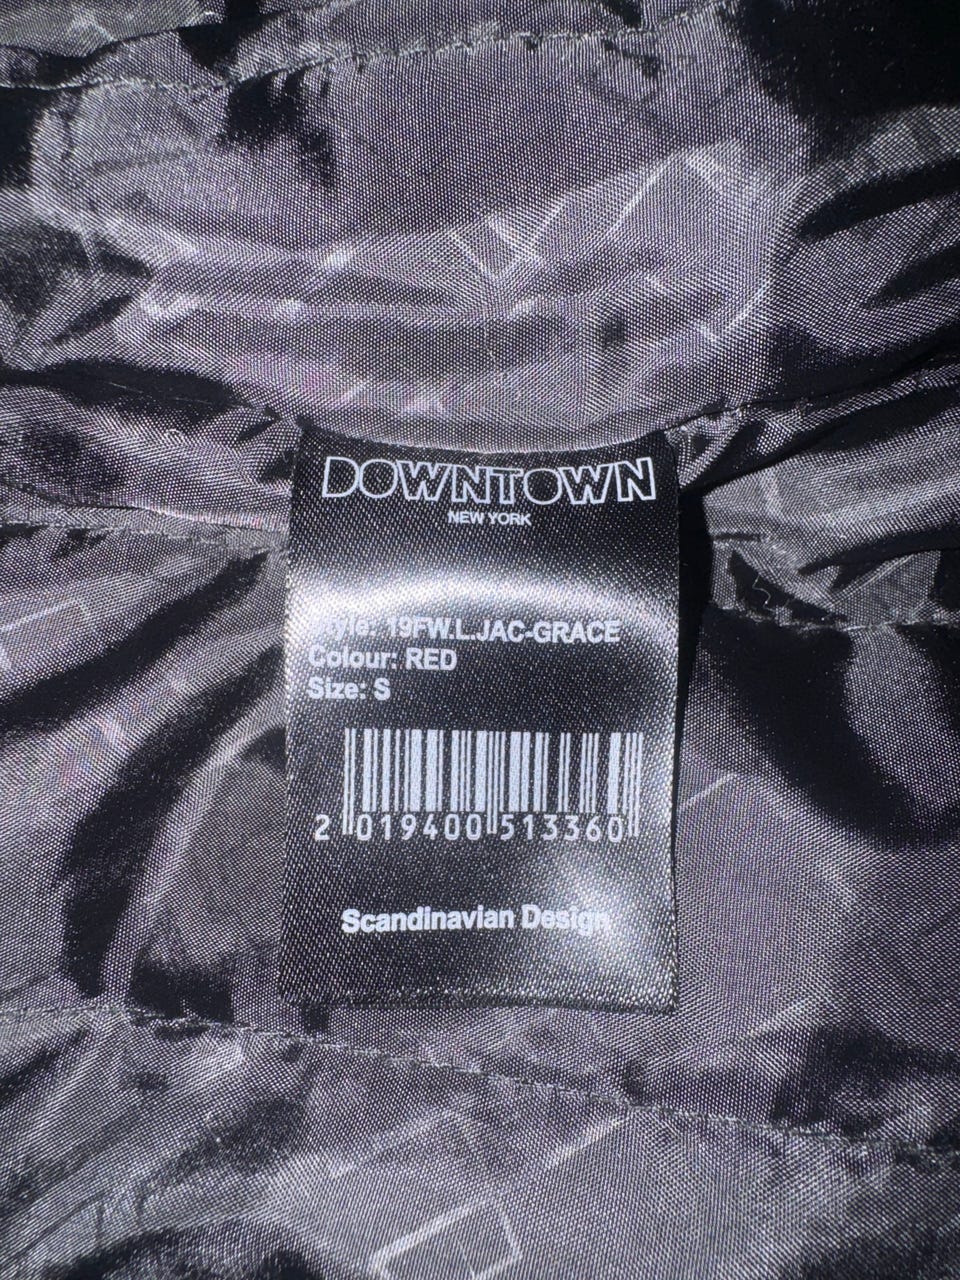 DOWNTOWN
NEW YORK
Style: 19FW.L.JAC-GRACE
Colour: RED
Size: S
2 019400 513360
Scandinavian Design